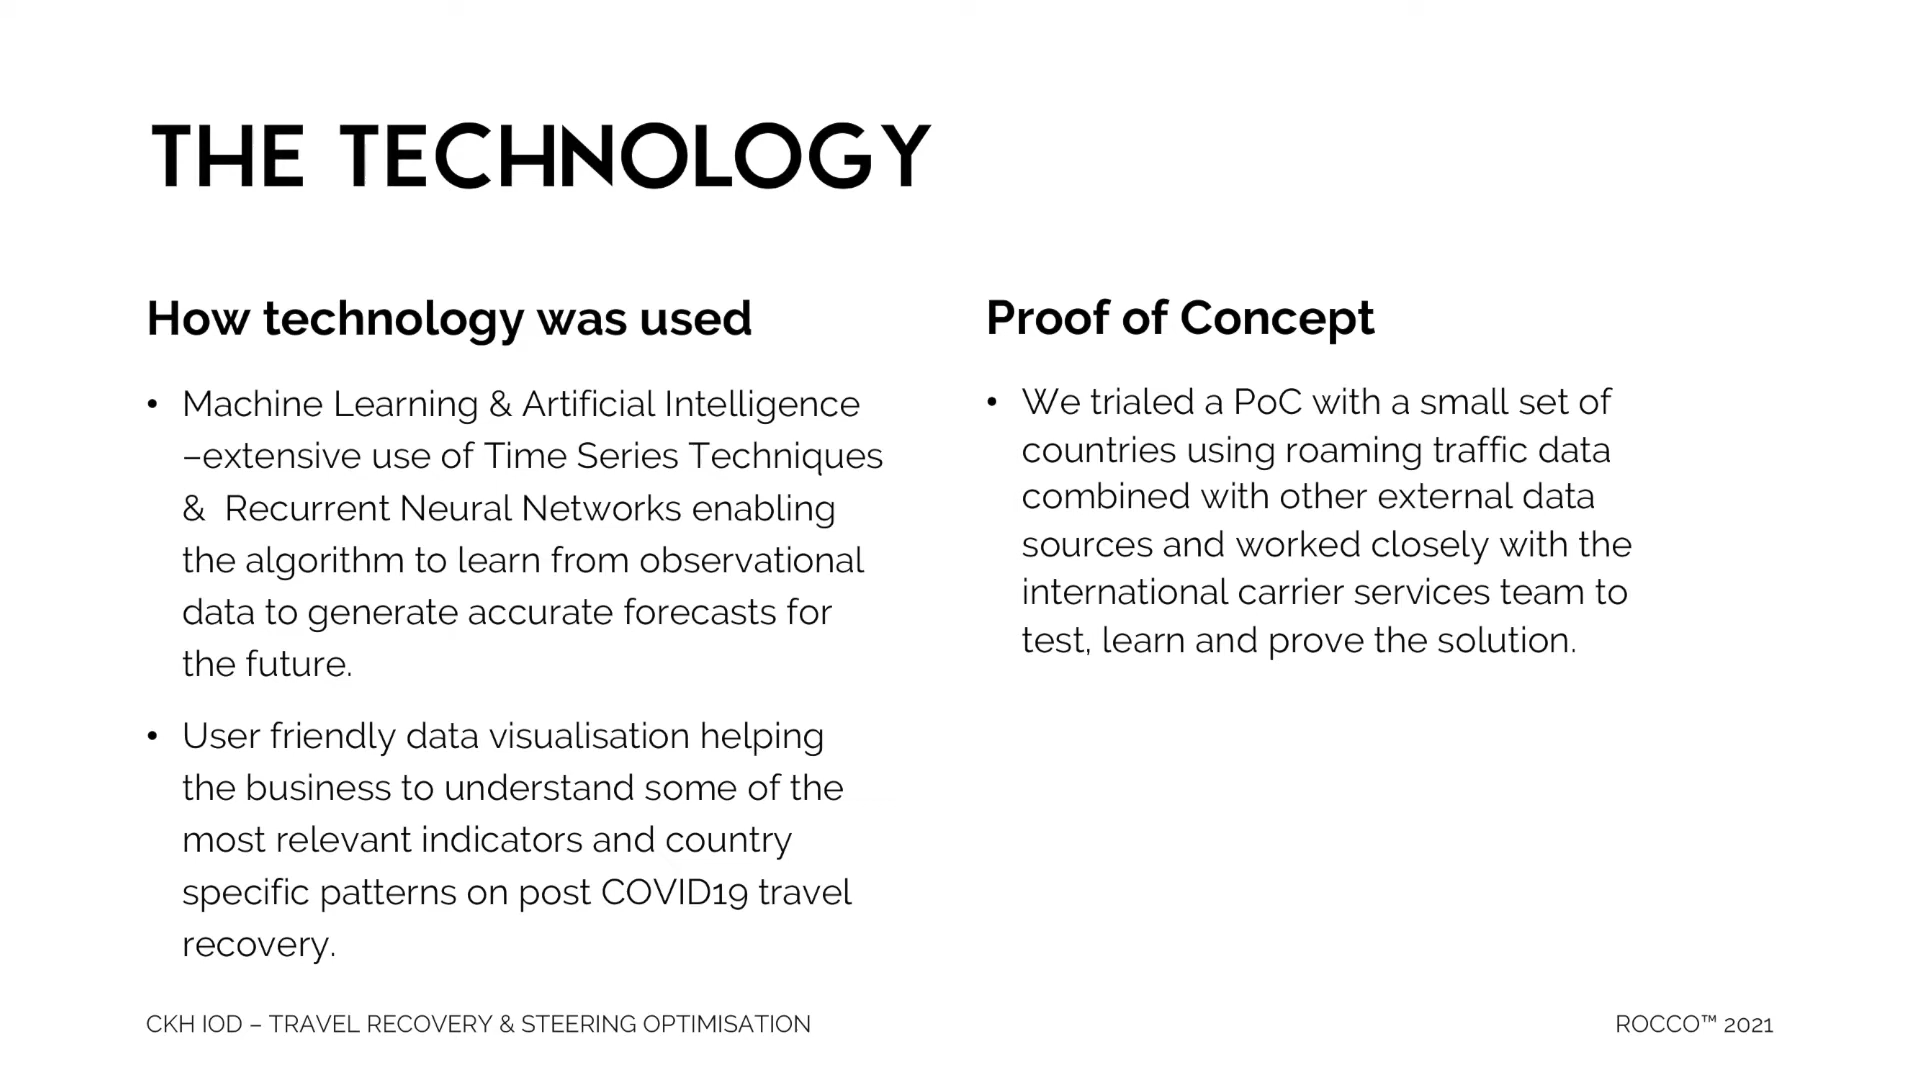 THE TECHNOLOGY
How technology was used
• Machine Learning & Artificial Intelligence
–extensive use of Time Series Techniques
&  Recurrent Neural Networks enabling
the algorithm to learn from observational
data to generate accurate forecasts for
the future.
• User friendly data visualisation helping
the business to understand some of the
most relevant indicators and country
specific patterns on post COVID19 travel
recovery.
Proof of Concept
• We trialed a PoC with a small set of
countries using roaming traffic data
combined with other external data
sources and worked closely with the
international carrier services team to
test, learn and prove the solution.
CKH IOD – TRAVEL RECOVERY & STEERING OPTIMISATION
ROCCO™ 2021